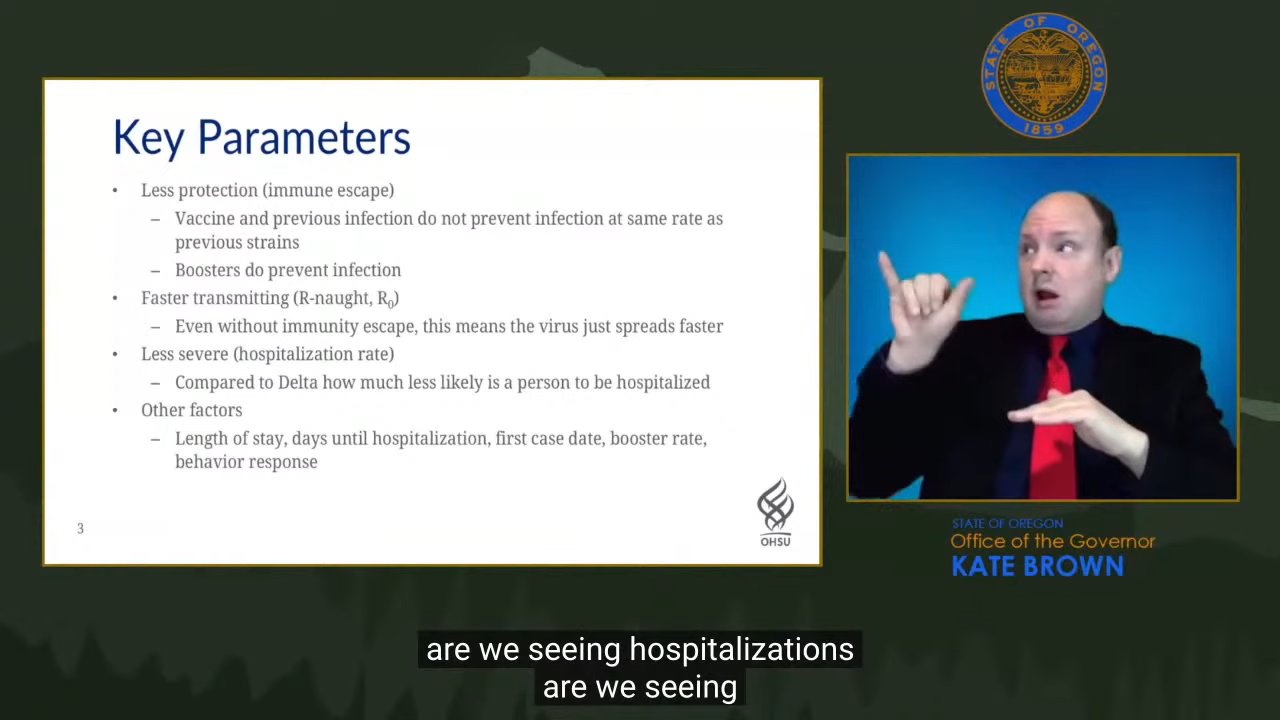 STATE OF OREGON
1859
Key Parameters
• Less protection (immune escape)
– Vaccine and previous infection do not prevent infection at same rate as
previous strains
– Boosters do prevent infection
• Faster transmitting (R-naught, R₀)
– Even without immunity escape, this means the virus just spreads faster
• Less severe (hospitalization rate)
– Compared to Delta how much less likely is a person to be hospitalized
• Other factors
– Length of stay, days until hospitalization, first case date, booster rate,
behavior response
3
OHSU
STATE OF OREGON
Office of the Governor
KATE BROWN
are we seeing hospitalizations
are we seeing